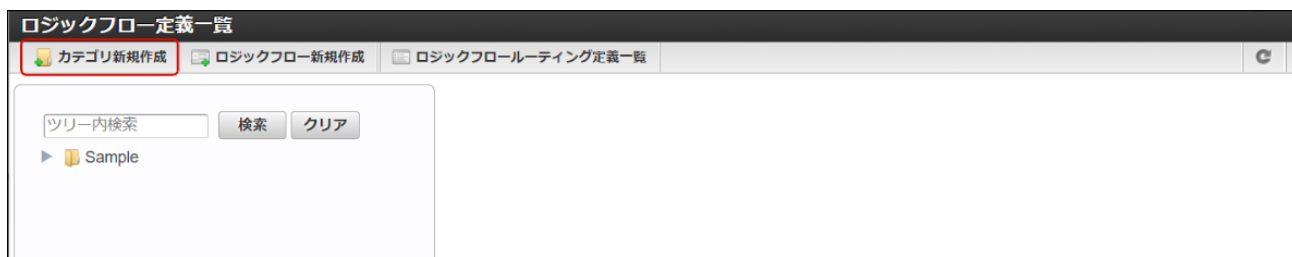 ロジックフロー定義一覧
カテゴリ新規作成 ロジックフロー新規作成 ロジックフロールーティング定義一覧
ツリー内検索 検索 クリア
Sample